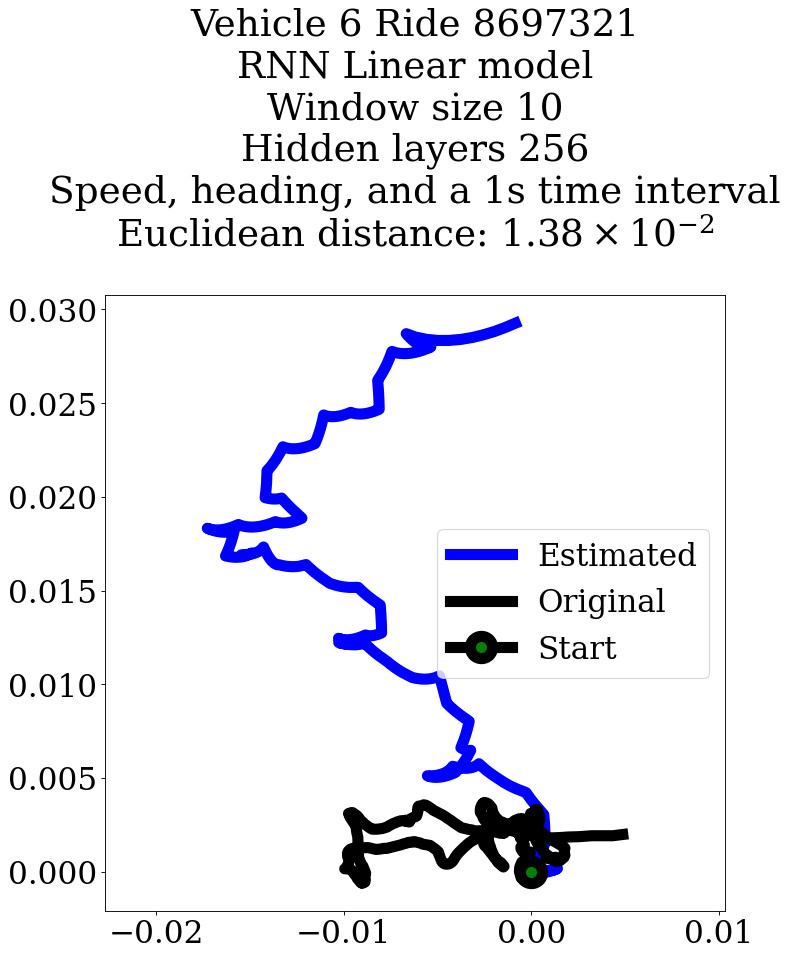 Vehicle 6 Ride 8697321
RNN Linear model
Window size 10
Hidden layers 256
Speed, heading, and a 1s time interval
Euclidean distance: 1.38 × 10⁻²
0.030
0.025
0.020
0.015
0.010
0.005
0.000
Estimated
Original
Start
−0.02
−0.01
0.00
0.01